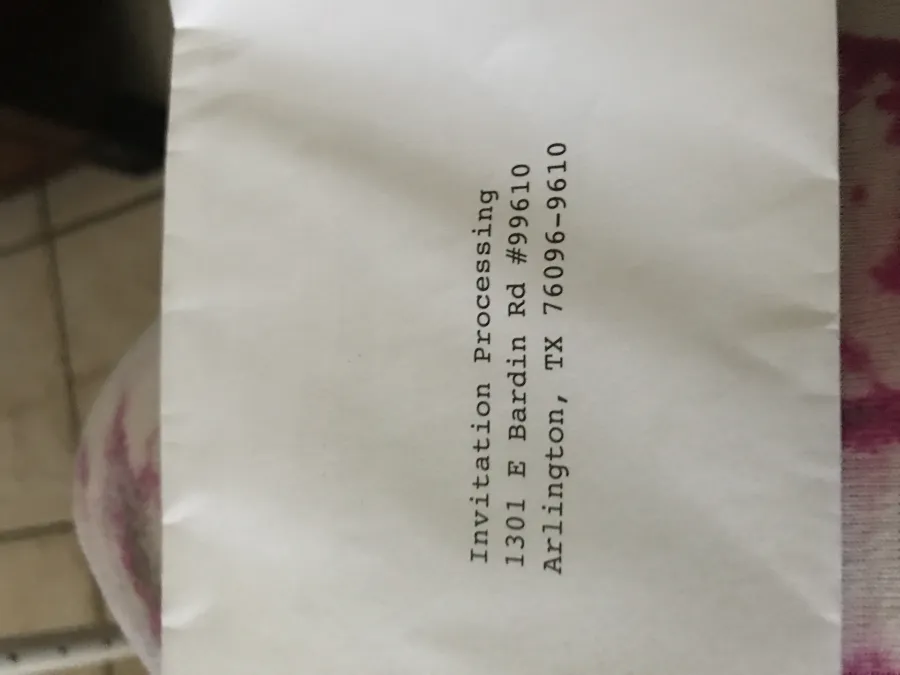 Invitation Processing
1301 E Bardin Rd #99610
Arlington, TX 76096-9610